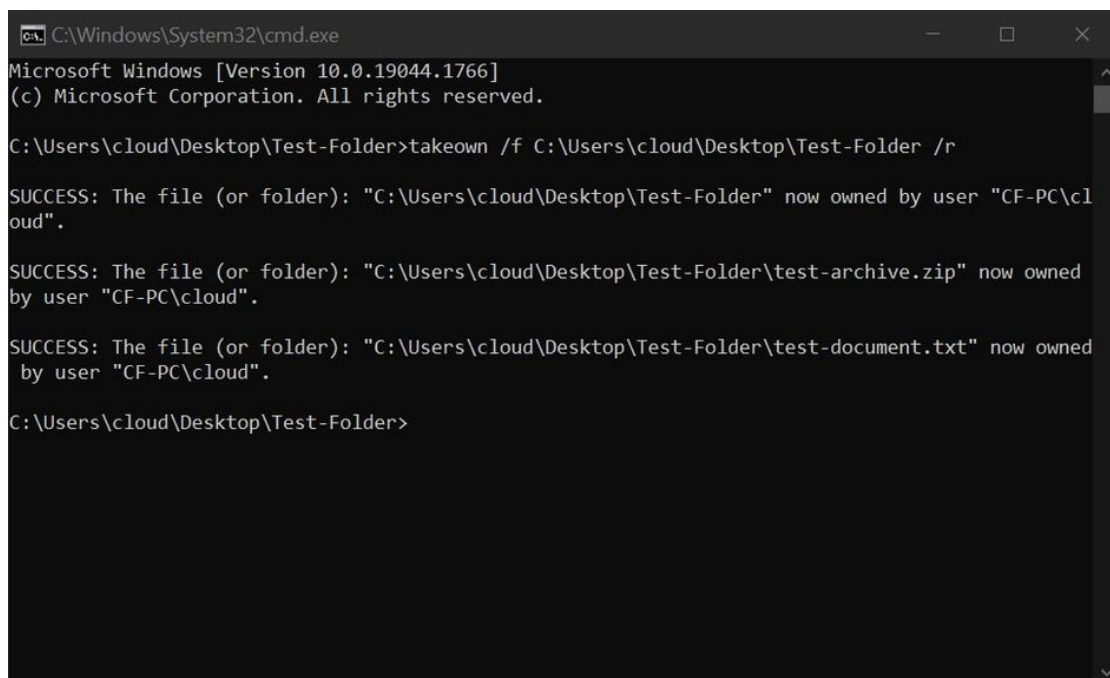 C:\Windows\System32\cmd.exe
Microsoft Windows [Version 10.0.19044.1766]
(c) Microsoft Corporation. All rights reserved.
C:\Users\cloud\Desktop\Test-Folder>takeown /f C:\Users\cloud\Desktop\Test-Folder /r
SUCCESS: The file (or folder): "C:\Users\cloud\Desktop\Test-Folder" now owned by user "CF-PC\cl
oud".
SUCCESS: The file (or folder): "C:\Users\cloud\Desktop\Test-Folder\test-archive.zip" now owned
by user "CF-PC\cloud".
SUCCESS: The file (or folder): "C:\Users\cloud\Desktop\Test-Folder\test-document.txt" now owned
by user "CF-PC\cloud".
C:\Users\cloud\Desktop\Test-Folder>